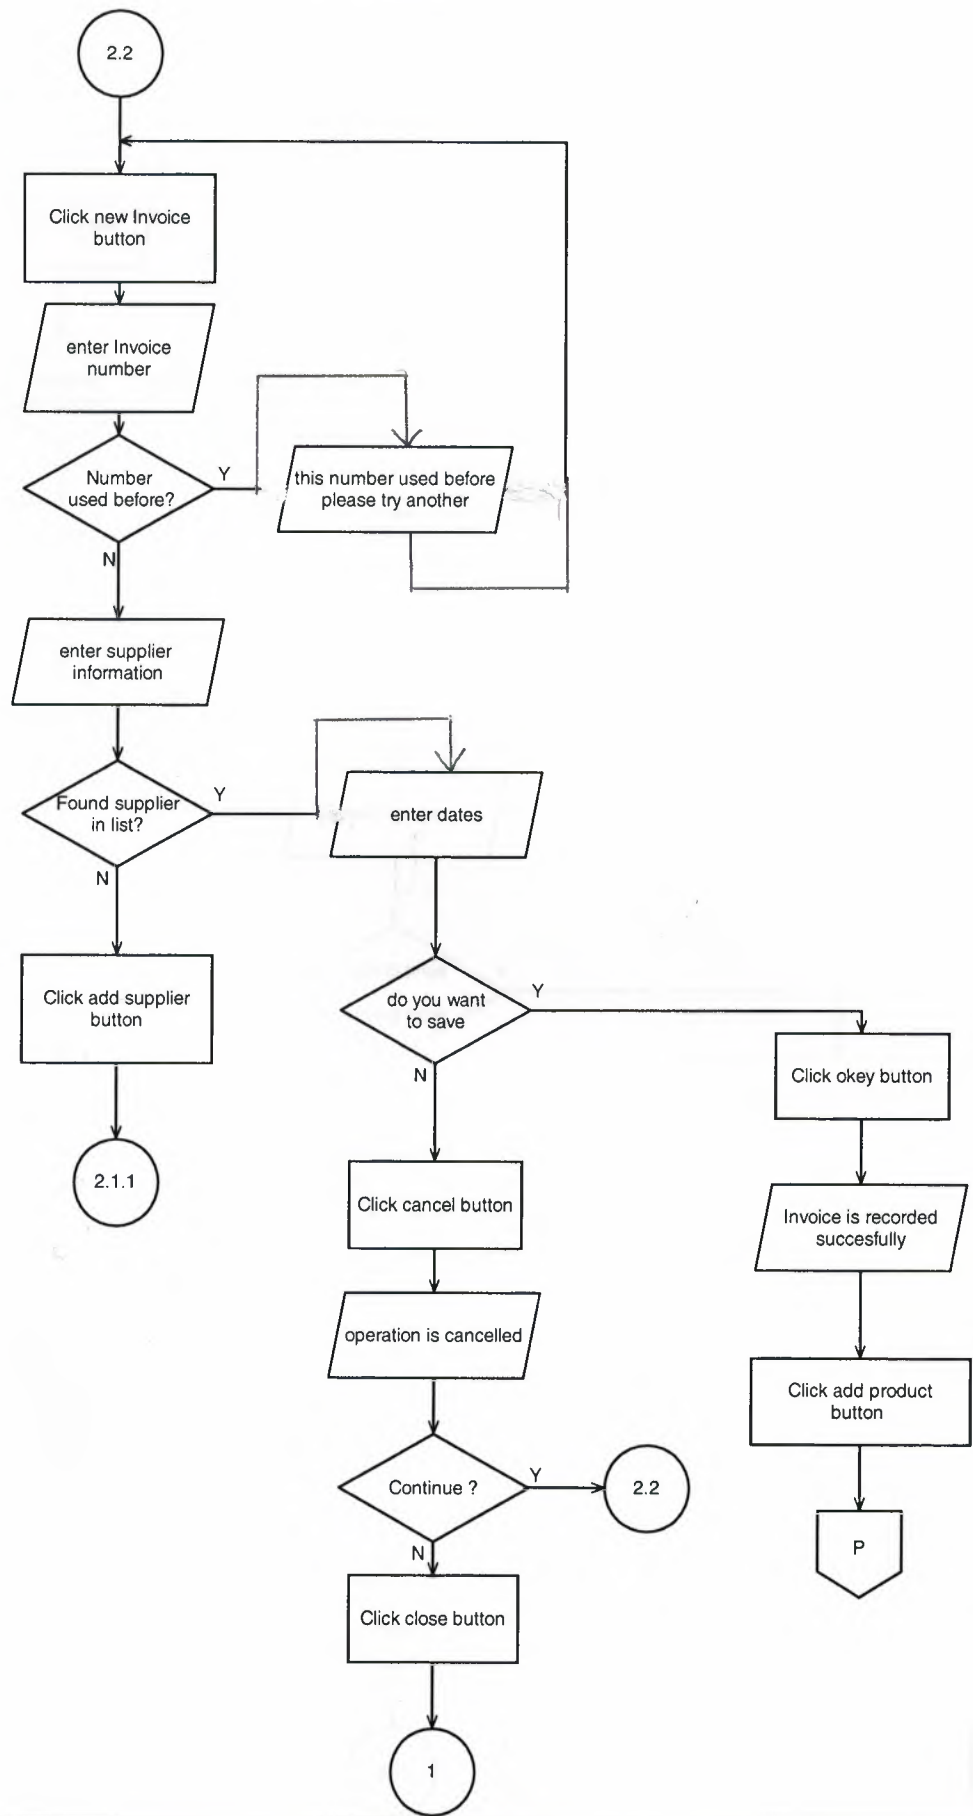 2.2
Click new Invoice
button
enter Invoice
number
Number
used before?
Y
this number used before
please try another
N
enter supplier
information
Found supplier
in list?
Y
enter dates
N
Click add supplier
button
2.1.1
do you want
to save
Y
Click okey button
N
Invoice is recorded
succesfully
Click cancel button
operation is cancelled
Click add product
button
Continue ?
Y
2.2
P
N
Click close button
1